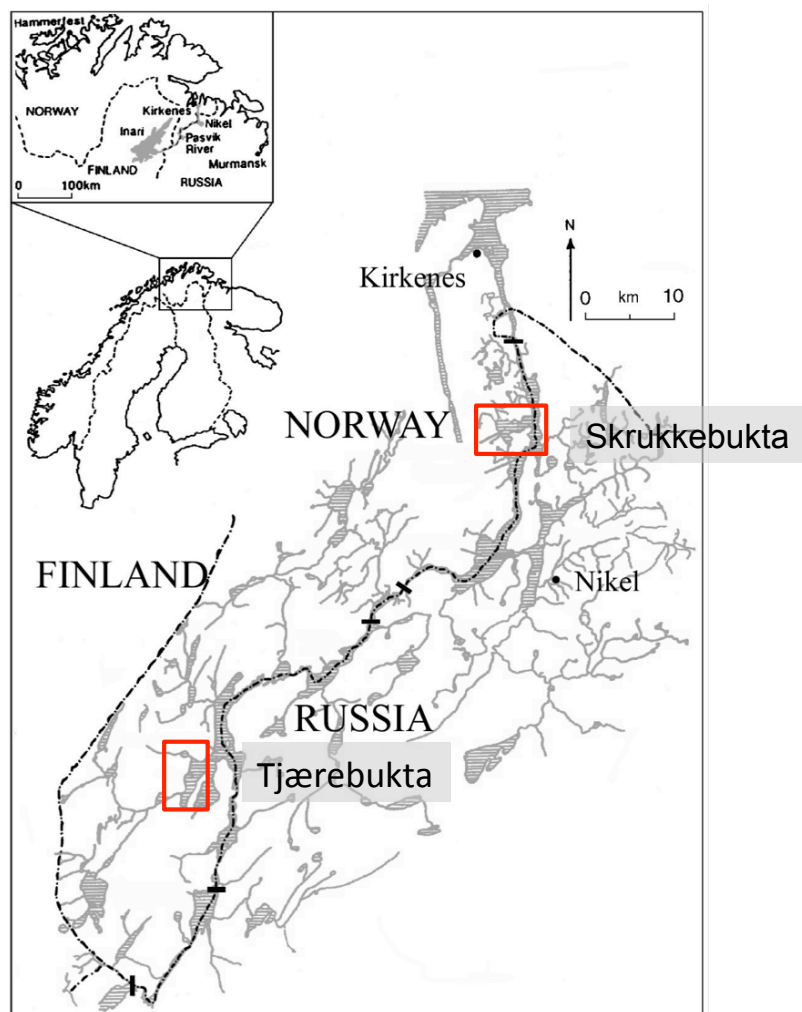 Hammerfest
NORWAY
Kirkenes
Inari
Nikel
Pasvik
River
FINLAND
Murmansk
0 100km
RUSSIA
N
Kirkenes
0 km 10
NORWAY
Skrukkebukta
FINLAND
Nikel
RUSSIA
Tjærebukta